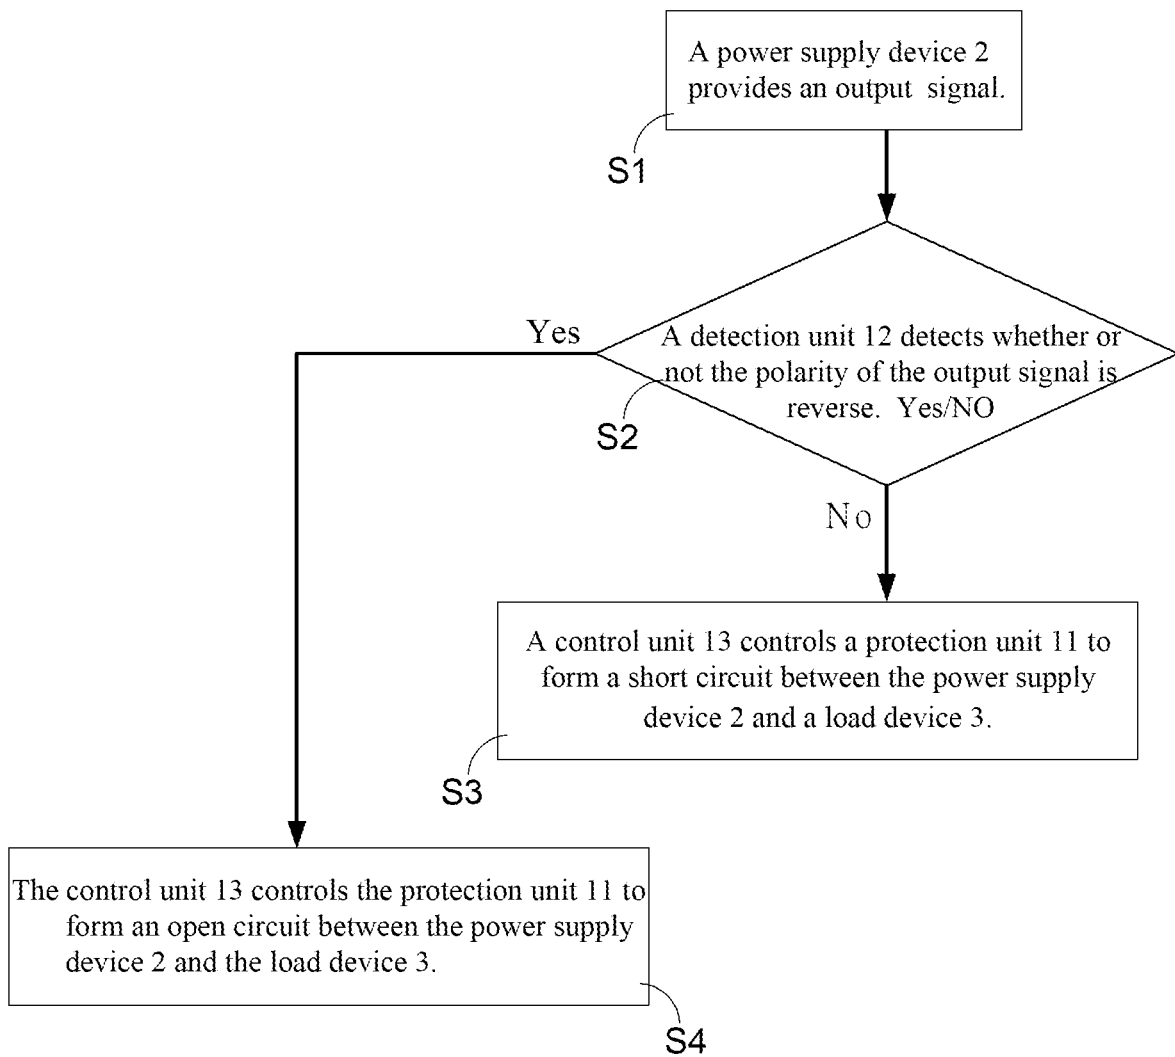 A power supply device 2
provides an output signal.
S1
Yes
A detection unit 12 detects whether or
not the polarity of the output signal is
reverse. Yes/NO
S2
No
A control unit 13 controls a protection unit 11 to
form a short circuit between the power supply
device 2 and a load device 3.
S3
The control unit 13 controls the protection unit 11 to
form an open circuit between the power supply
device 2 and the load device 3.
S4